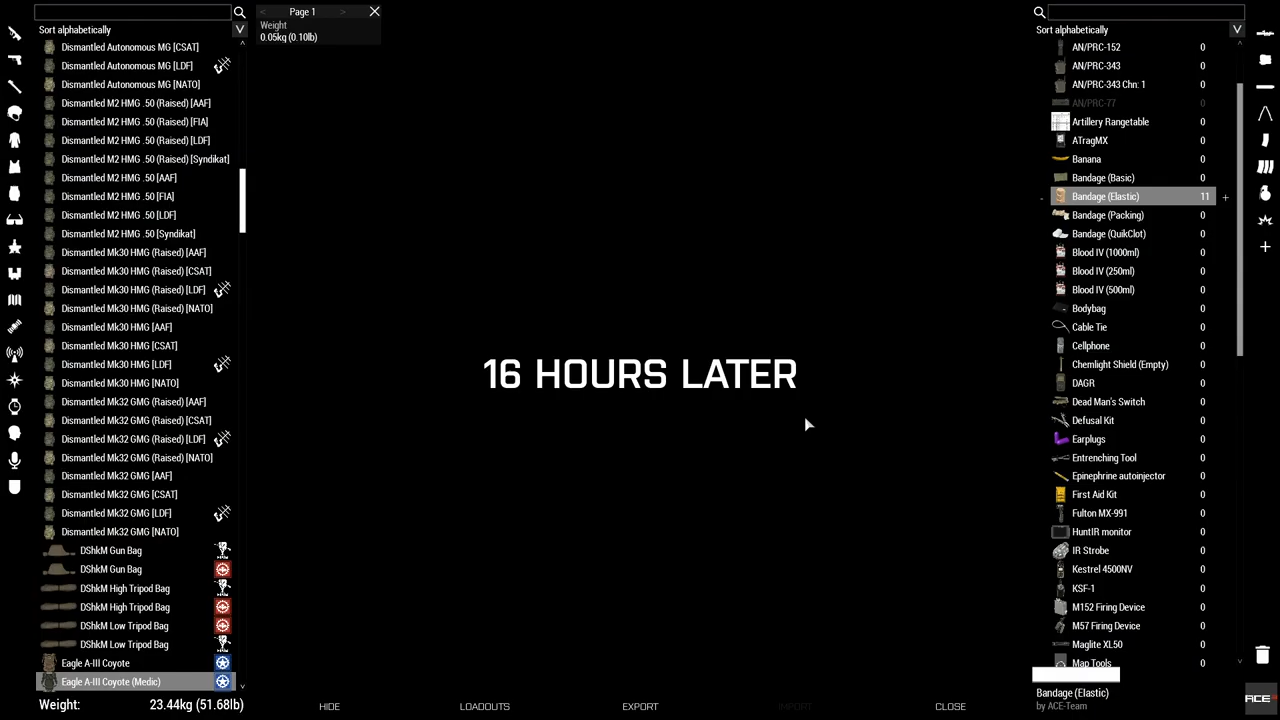 Sort alphabetically
Dismantled Autonomous MG [CSAT]
Dismantled Autonomous MG [LDF]
Dismantled Autonomous MG [NATO]
Dismantled M2 HMG .50 (Raised) [AAF]
Dismantled M2 HMG .50 (Raised) [FIA]
Dismantled M2 HMG .50 (Raised) [LDF]
Dismantled M2 HMG .50 (Raised) [Syndikat]
Dismantled M2 HMG .50 [AAF]
Dismantled M2 HMG .50 [FIA]
Dismantled M2 HMG .50 [LDF]
Dismantled M2 HMG .50 [Syndikat]
Dismantled Mk30 HMG (Raised) [AAF]
Dismantled Mk30 HMG (Raised) [CSAT]
Dismantled Mk30 HMG (Raised) [LDF]
Dismantled Mk30 HMG (Raised) [NATO]
Dismantled Mk30 HMG [AAF]
Dismantled Mk30 HMG [CSAT]
Dismantled Mk30 HMG [LDF]
Dismantled Mk30 HMG [NATO]
Dismantled Mk32 GMG (Raised) [AAF]
Dismantled Mk32 GMG (Raised) [CSAT]
Dismantled Mk32 GMG (Raised) [LDF]
Dismantled Mk32 GMG (Raised) [NATO]
Dismantled Mk32 GMG [AAF]
Dismantled Mk32 GMG [CSAT]
Dismantled Mk32 GMG [LDF]
Dismantled Mk32 GMG [NATO]
DShkM Gun Bag
DShkM Gun Bag
DShkM High Tripod Bag
DShkM High Tripod Bag
DShkM Low Tripod Bag
DShkM Low Tripod Bag
Eagle A-III Coyote
Eagle A-III Coyote (Medic)
Weight: 23.44kg (51.68lb)
< Page 1 >
Weight
0.05kg (0.10lb)
16 HOURS LATER
HIDE LOADOUTS EXPORT IMPORT CLOSE
Sort alphabetically
AN/PRC-152 0
AN/PRC-343 0
AN/PRC-343 Chn: 1 0
AN/PRC-77 0
Artillery Rangetable 0
ATragMX 0
Banana 0
Bandage (Basic) 0
- Bandage (Elastic) 11 +
Bandage (Packing) 0
Bandage (QuikClot) 0
Blood IV (1000ml) 0
Blood IV (250ml) 0
Blood IV (500ml) 0
Bodybag 0
Cable Tie 0
Cellphone 0
Chemlight Shield (Empty) 0
DAGR 0
Dead Man's Switch 0
Defusal Kit 0
Earplugs 0
Entrenching Tool 0
Epinephrine autoinjector 0
First Aid Kit 0
Fulton MX-991 0
HuntIR monitor 0
IR Strobe 0
Kestrel 4500NV 0
KSF-1 0
M152 Firing Device 0
M57 Firing Device 0
Maglite XL50 0
Map Tools 0
Bandage (Elastic)
by ACE-Team
ACE